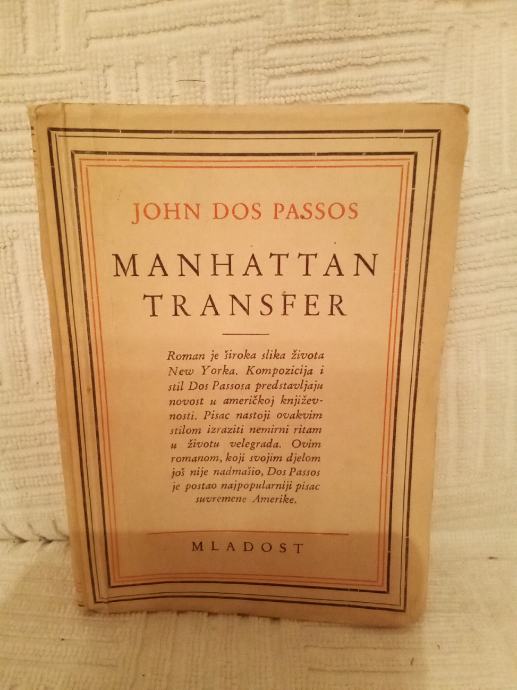 JOHN DOS PASSOS
MANHATTAN
TRANSFER
Roman je široka slika života
New Yorka. Kompozicija i
stil Dos Passosa predstavljaju
novost u američkoj književ-
nosti. Pisac nastoji ovakvim
stilom izraziti nemirni ritam
u životu velegrada. Ovim
romanom, koji svojim djelom
još nije nadmašio, Dos Passos
je postao najpopularniji pisac
suvremene Amerike.
MLADOST